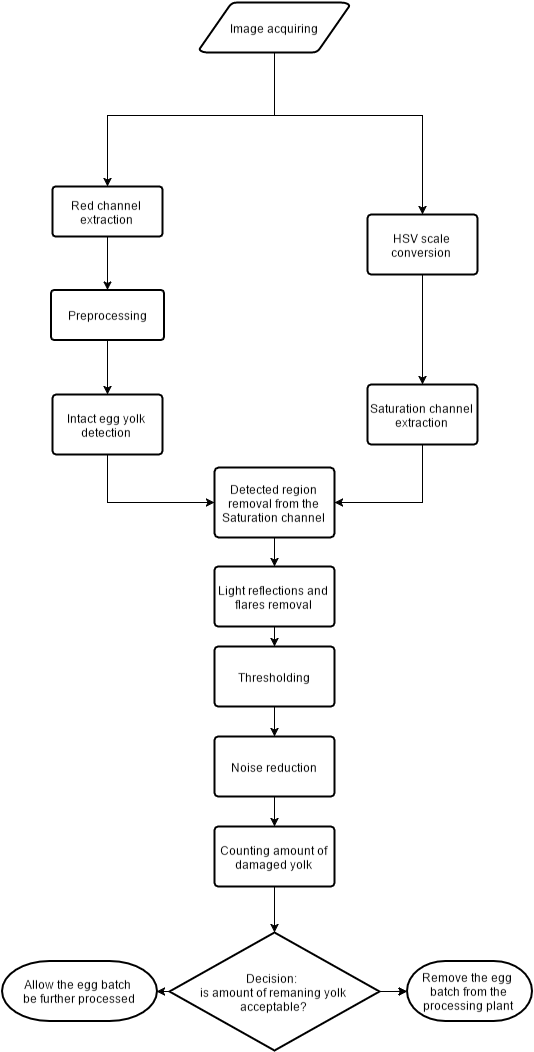 Image acquiring
Red channel
extraction
Preprocessing
Intact egg yolk
detection
HSV scale
conversion
Saturation channel
extraction
Detected region
removal from the
Saturation channel
Light reflections and
flares removal
Thresholding
Noise reduction
Counting amount of
damaged yolk
Decision:
is amount of remaning yolk
acceptable?
Allow the egg batch
be further processed
Remove the egg
batch from the
processing plant